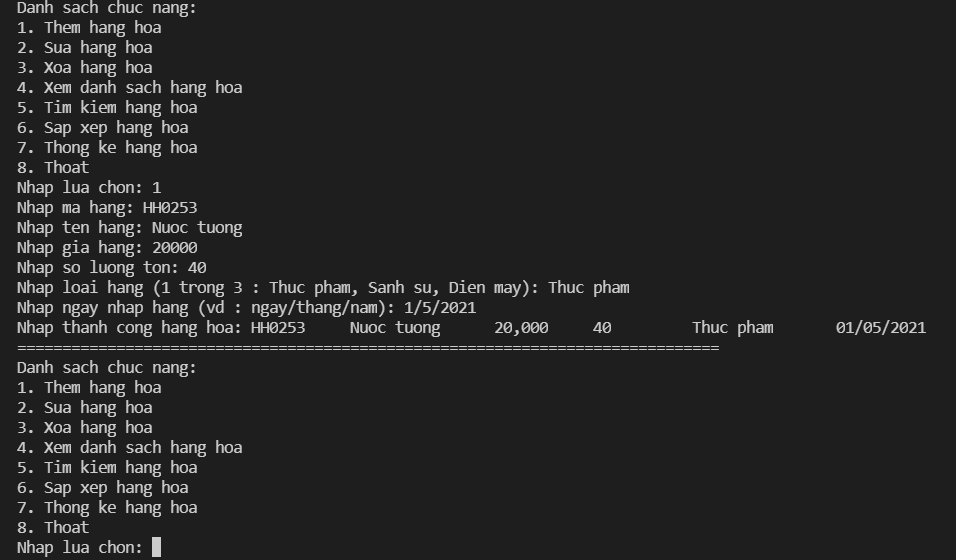 Danh sach chuc nang:
1. Them hang hoa
2. Sua hang hoa
3. Xoa hang hoa
4. Xem danh sach hang hoa
5. Tim kiem hang hoa
6. Sap xep hang hoa
7. Thong ke hang hoa
8. Thoat
Nhap lua chon: 1
Nhap ma hang: HH0253
Nhap ten hang: Nuoc tuong
Nhap gia hang: 20000
Nhap so luong ton: 40
Nhap loai hang (1 trong 3 : Thuc pham, Sanh su, Dien may): Thuc pham
Nhap ngay nhap hang (vd : ngay/thang/nam): 1/5/2021
Nhap thanh cong hang hoa: HH0253     Nuoc tuong      20,000     40         Thuc pham       01/05/2021
==============================================================================
Danh sach chuc nang:
1. Them hang hoa
2. Sua hang hoa
3. Xoa hang hoa
4. Xem danh sach hang hoa
5. Tim kiem hang hoa
6. Sap xep hang hoa
7. Thong ke hang hoa
8. Thoat
Nhap lua chon: